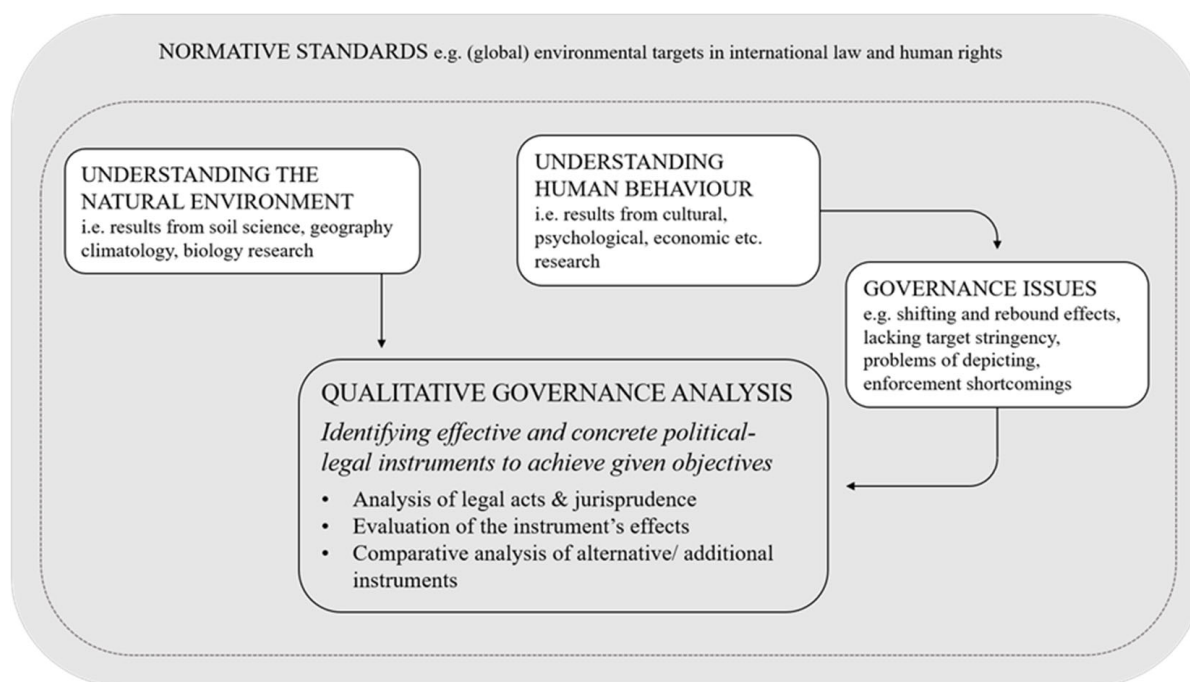 NORMATIVE STANDARDS e.g. (global) environmental targets in international law and human rights
UNDERSTANDING THE
NATURAL ENVIRONMENT
i.e. results from soil science, geography
climatology, biology research
UNDERSTANDING
HUMAN BEHAVIOUR
i.e. results from cultural,
psychological, economic etc.
research
GOVERNANCE ISSUES
e.g. shifting and rebound effects,
lacking target stringency,
problems of depicting,
enforcement shortcomings
QUALITATIVE GOVERNANCE ANALYSIS
Identifying effective and concrete political-
legal instruments to achieve given objectives
• Analysis of legal acts & jurisprudence
• Evaluation of the instrument’s effects
• Comparative analysis of alternative/ additional
instruments